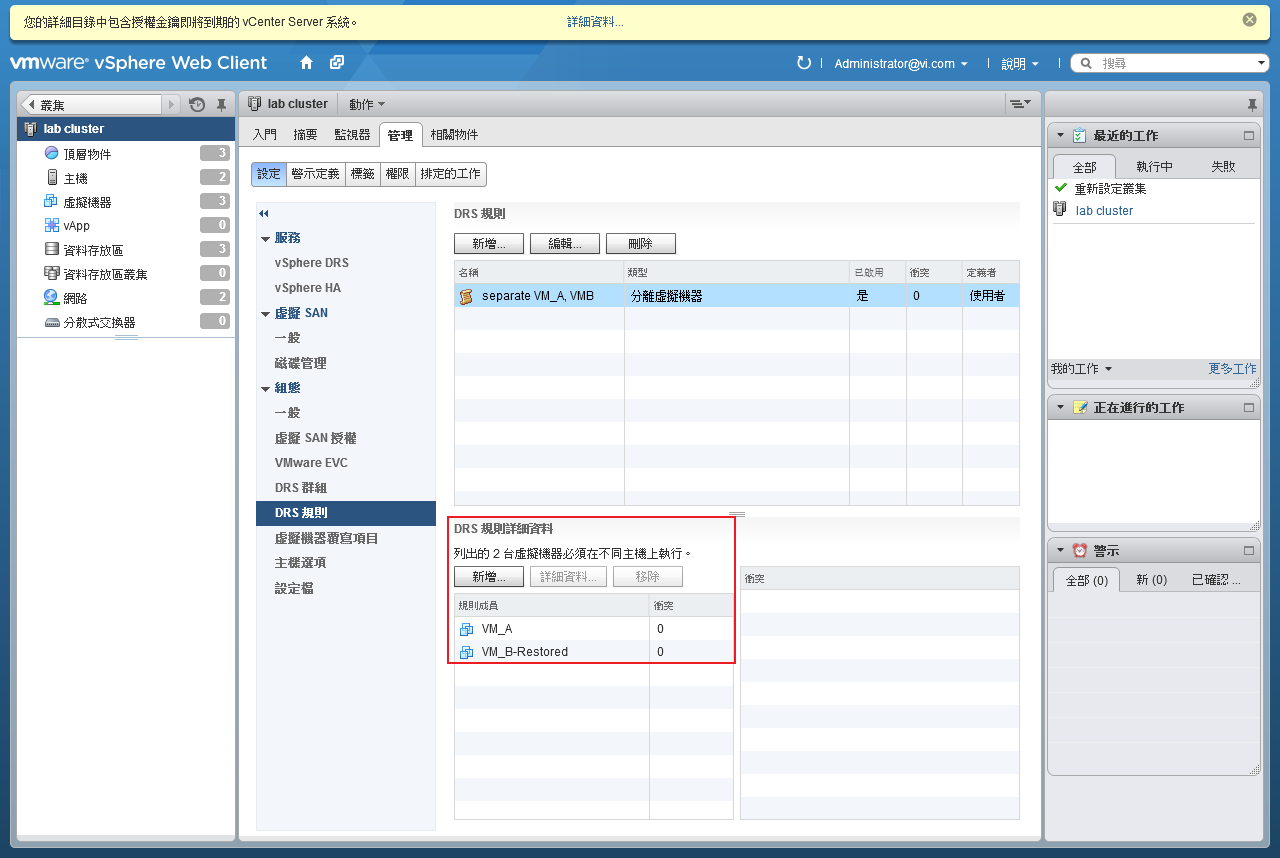 您的詳細目錄中包含授權金鑰即將到期的 vCenter Server 系統。 詳細資料...
vmware® vSphere Web Client
Administrator@vi.com
說明
搜尋
叢集
lab cluster
頂層物件 3
主機 2
虛擬機器 3
vApp 0
資料存放區 3
資料存放區叢集 0
網路 2
分散式交換器 0
lab cluster 動作
入門 摘要 監視器 管理 相關物件
設定 警示定義 標籤 權限 排定的工作
服務
vSphere DRS
vSphere HA
虛擬 SAN
一般
磁碟管理
組態
一般
虛擬 SAN 授權
VMware EVC
DRS 群組
DRS 規則
虛擬機器覆寫項目
主機選項
設定檔
DRS 規則
新增... 編輯... 刪除
名稱 類型 已啟用 衝突 定義者
separate VM_A, VMB 分離虛擬機器 是 0 使用者
DRS 規則詳細資料
列出的 2 台虛擬機器必須在不同主機上執行。
新增... 詳細資料... 移除
規則成員 衝突
VM_A 0
VM_B-Restored 0
衝突
最近的工作
全部 執行中 失敗
重新設定叢集
lab cluster
我的工作 更多工作
正在進行的工作
警示
全部 (0) 新 (0) 已確認 ...